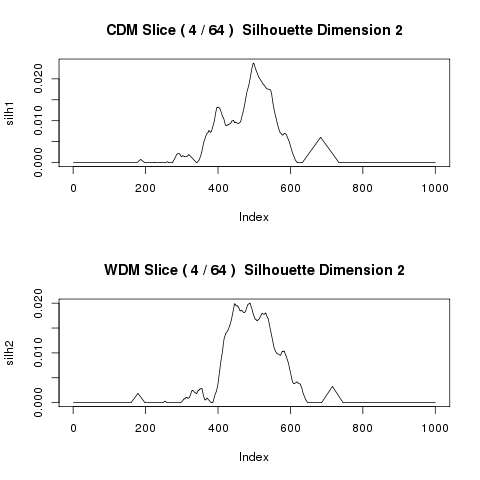 CDM Slice ( 4 / 64 )  Silhouette Dimension 2
silh1
0.020
0.010
0.000
0 200 400 600 800 1000
Index
WDM Slice ( 4 / 64 )  Silhouette Dimension 2
silh2
0.020
0.010
0.000
0 200 400 600 800 1000
Index